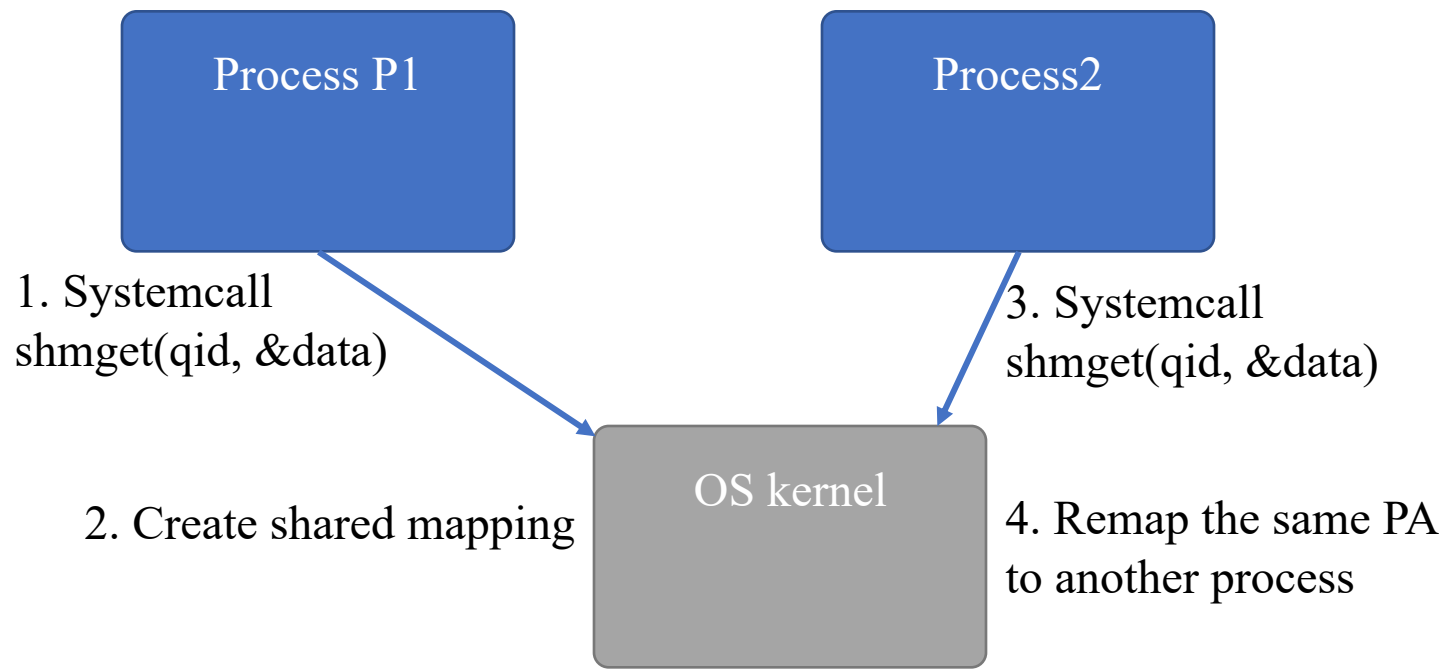 Process P1
Process2
1. Systemcall
shmget(qid, &data)
3. Systemcall
shmget(qid, &data)
OS kernel
2. Create shared mapping
4. Remap the same PA
to another process